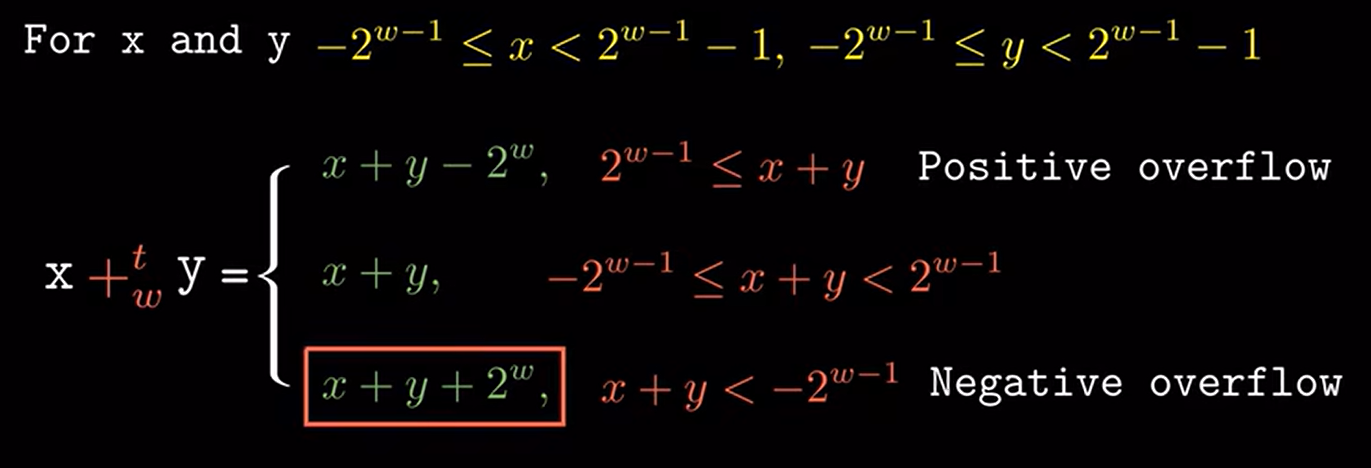 For x and y −2^{w−1} ≤ x < 2^{w−1} − 1, −2^{w−1} ≤ y < 2^{w−1} − 1
x + y − 2^w, 2^{w−1} ≤ x + y Positive overflow
x +^t_w y = { x + y, −2^{w−1} ≤ x + y < 2^{w−1}
x + y + 2^w, x + y < −2^{w−1} Negative overflow